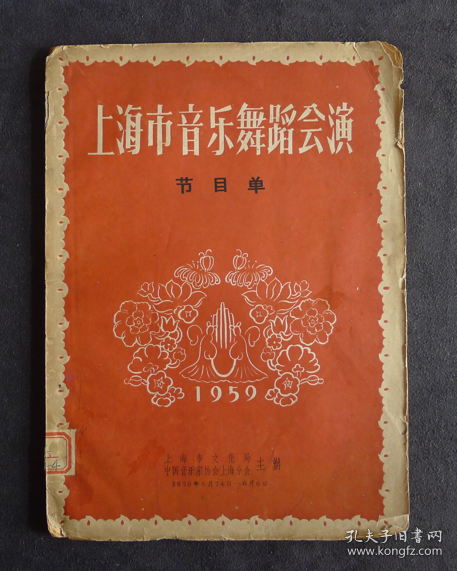 上海市音乐舞蹈会演
节目单
1959
上海市文化局
中国音乐家协会上海分会 主办
孔夫子旧书网
www.kongfz.com